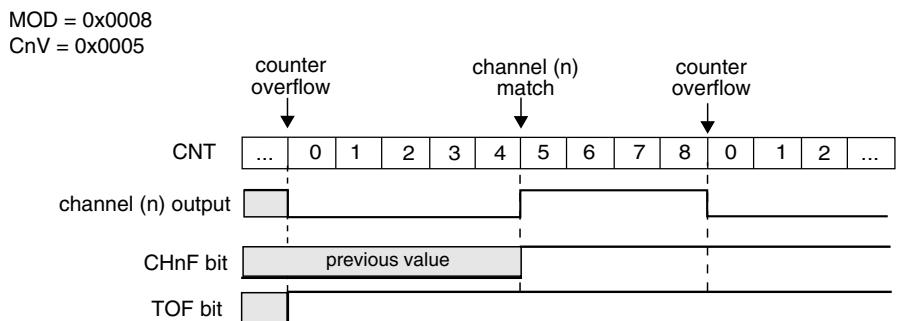 MOD = 0x0008
CnV = 0x0005
counter
overflow
channel (n)
match
counter
overflow
CNT ... 0 1 2 3 4 5 6 7 8 0 1 2 ...
channel (n) output
CHnF bit previous value
TOF bit